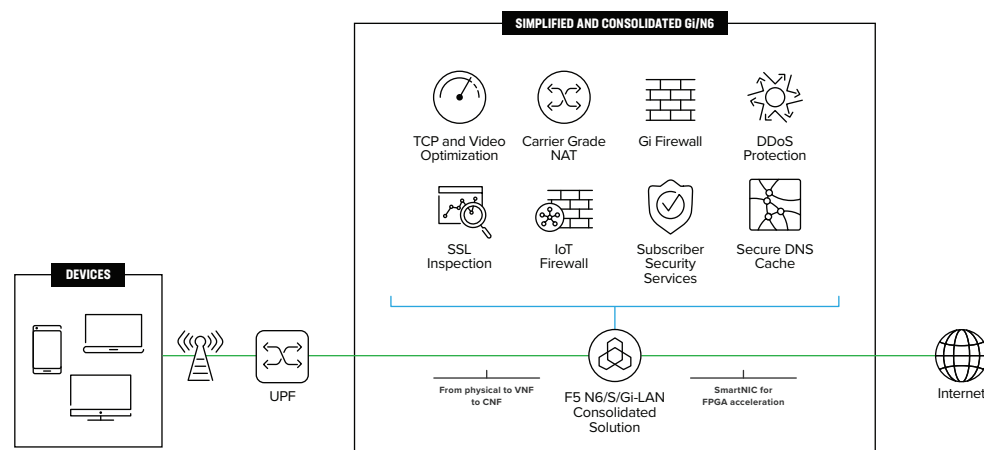 SIMPLIFIED AND CONSOLIDATED Gi/N6
TCP and Video
Optimization
Carrier Grade
NAT
Gi Firewall
DDoS
Protection
SSL
Inspection
IoT
Firewall
Subscriber
Security
Services
Secure DNS
Cache
DEVICES
UPF
From physical to VNF
to CNF
F5 N6/S/Gi-LAN
Consolidated
Solution
SmartNIC for
FPGA acceleration
Internet